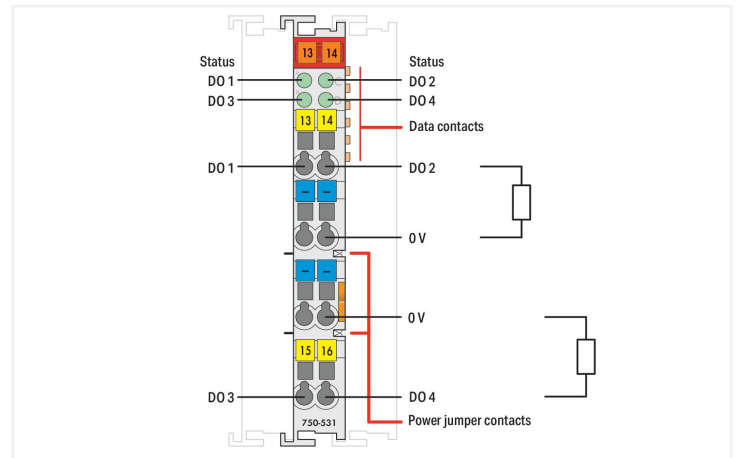 13 14
Status
Status
A C
DO 1
DO 2
DO 3
DO 4
13 14
Data contacts
DO 1
DO 2
– –
0 V
– –
0 V
15 16
DO 3
DO 4
Power jumper contacts
750-531